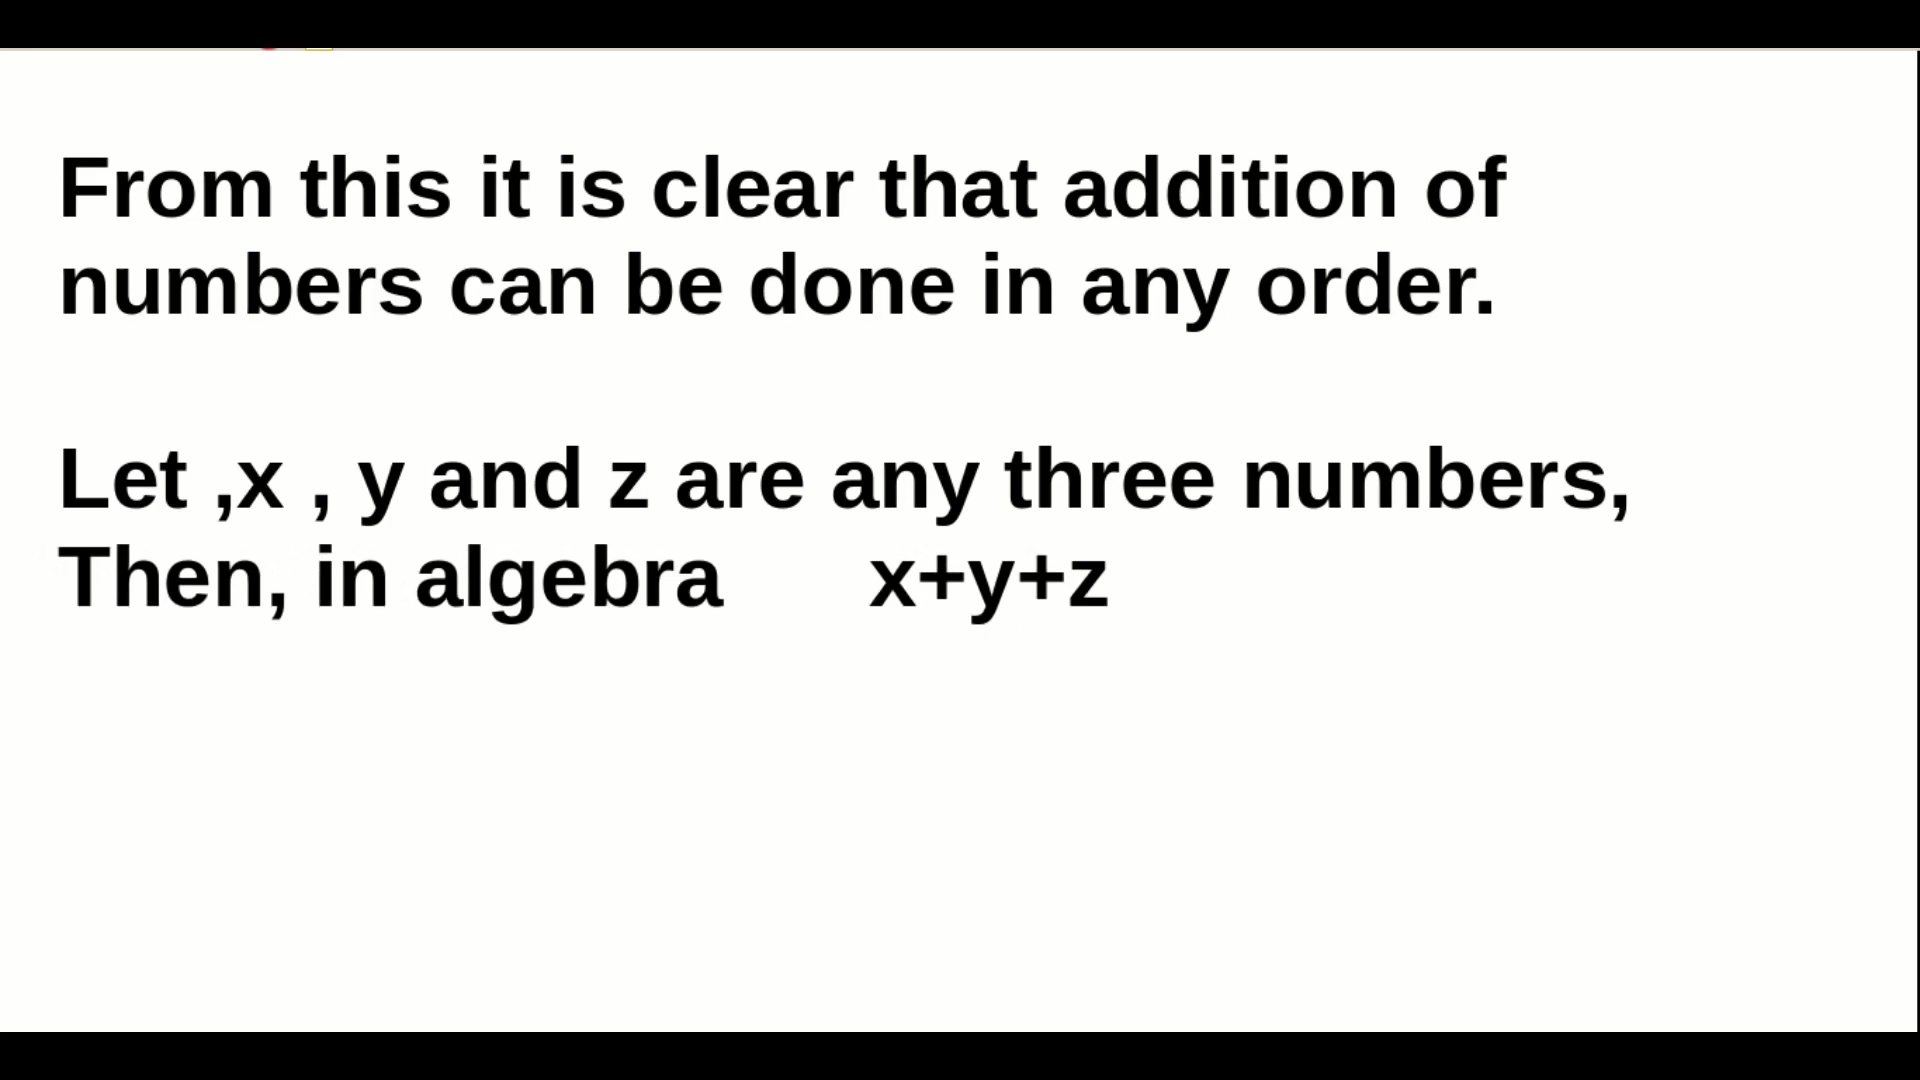 From this it is clear that addition of
numbers can be done in any order.
Let ,x , y and z are any three numbers,
Then, in algebra x+y+z